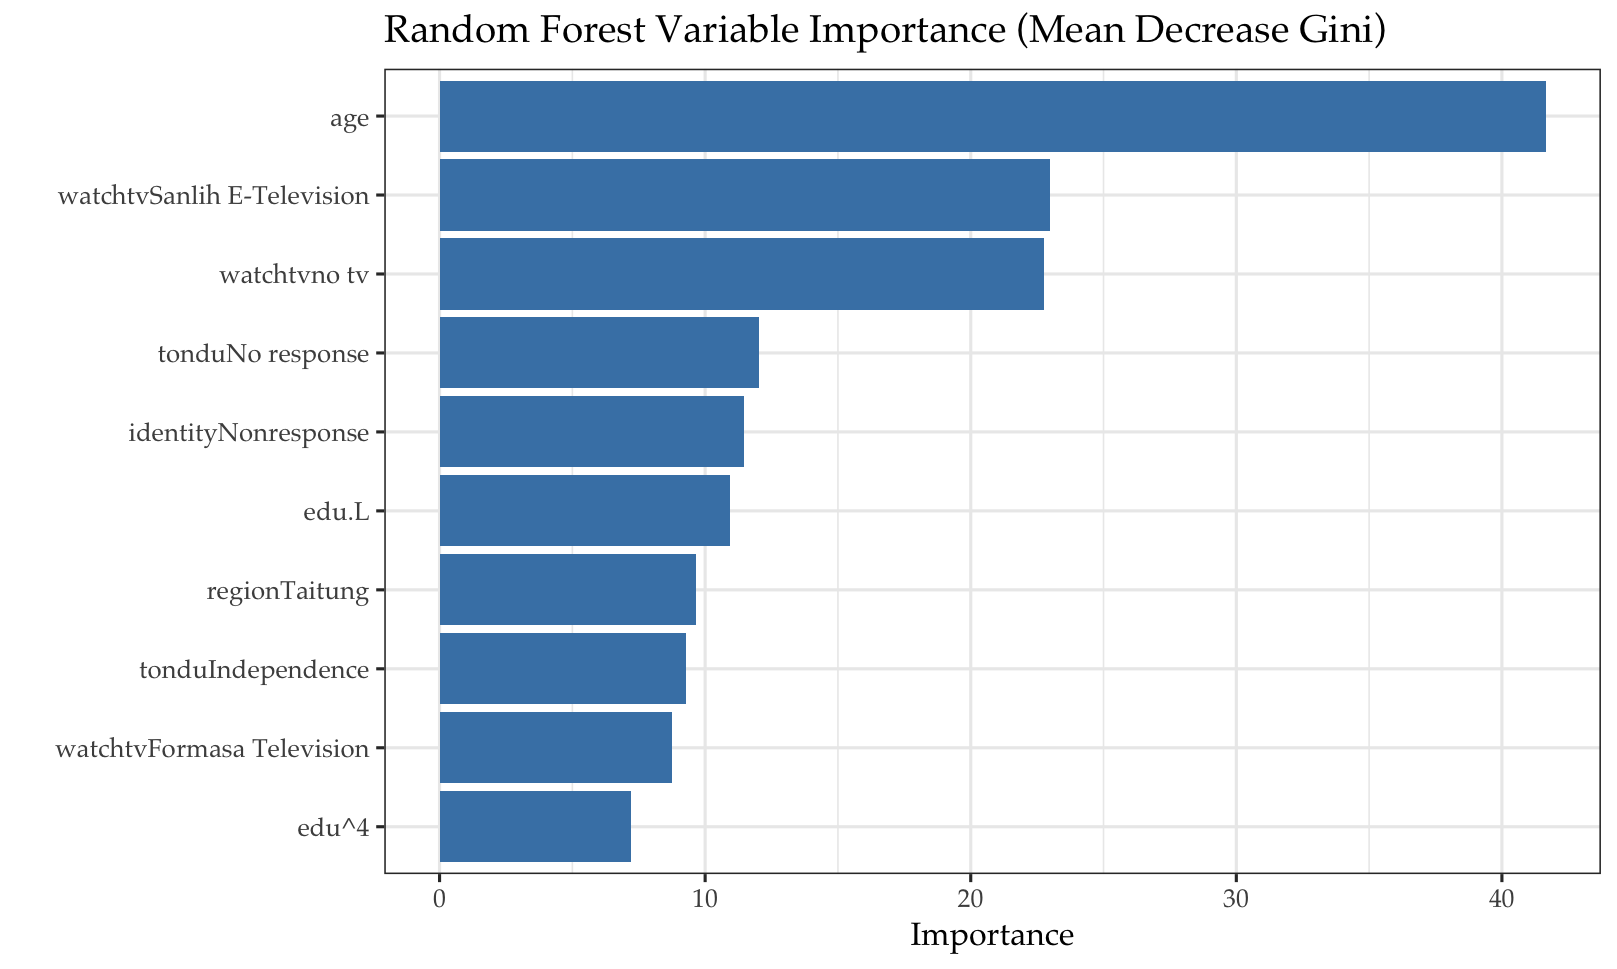 Random Forest Variable Importance (Mean Decrease Gini)
age
watchtvSanlih E-Television
watchtvno tv
tonduNo response
identityNonresponse
edu.L
regionTaitung
tonduIndependence
watchtvFormasa Television
edu^4
0 10 20 30 40
Importance